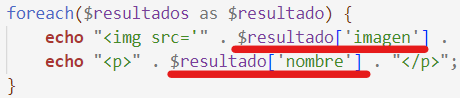 foreach($resultados as $resultado) {
echo "<img src='" . $resultado['imagen'] .
echo "<p>" . $resultado['nombre'] . "</p>";
}